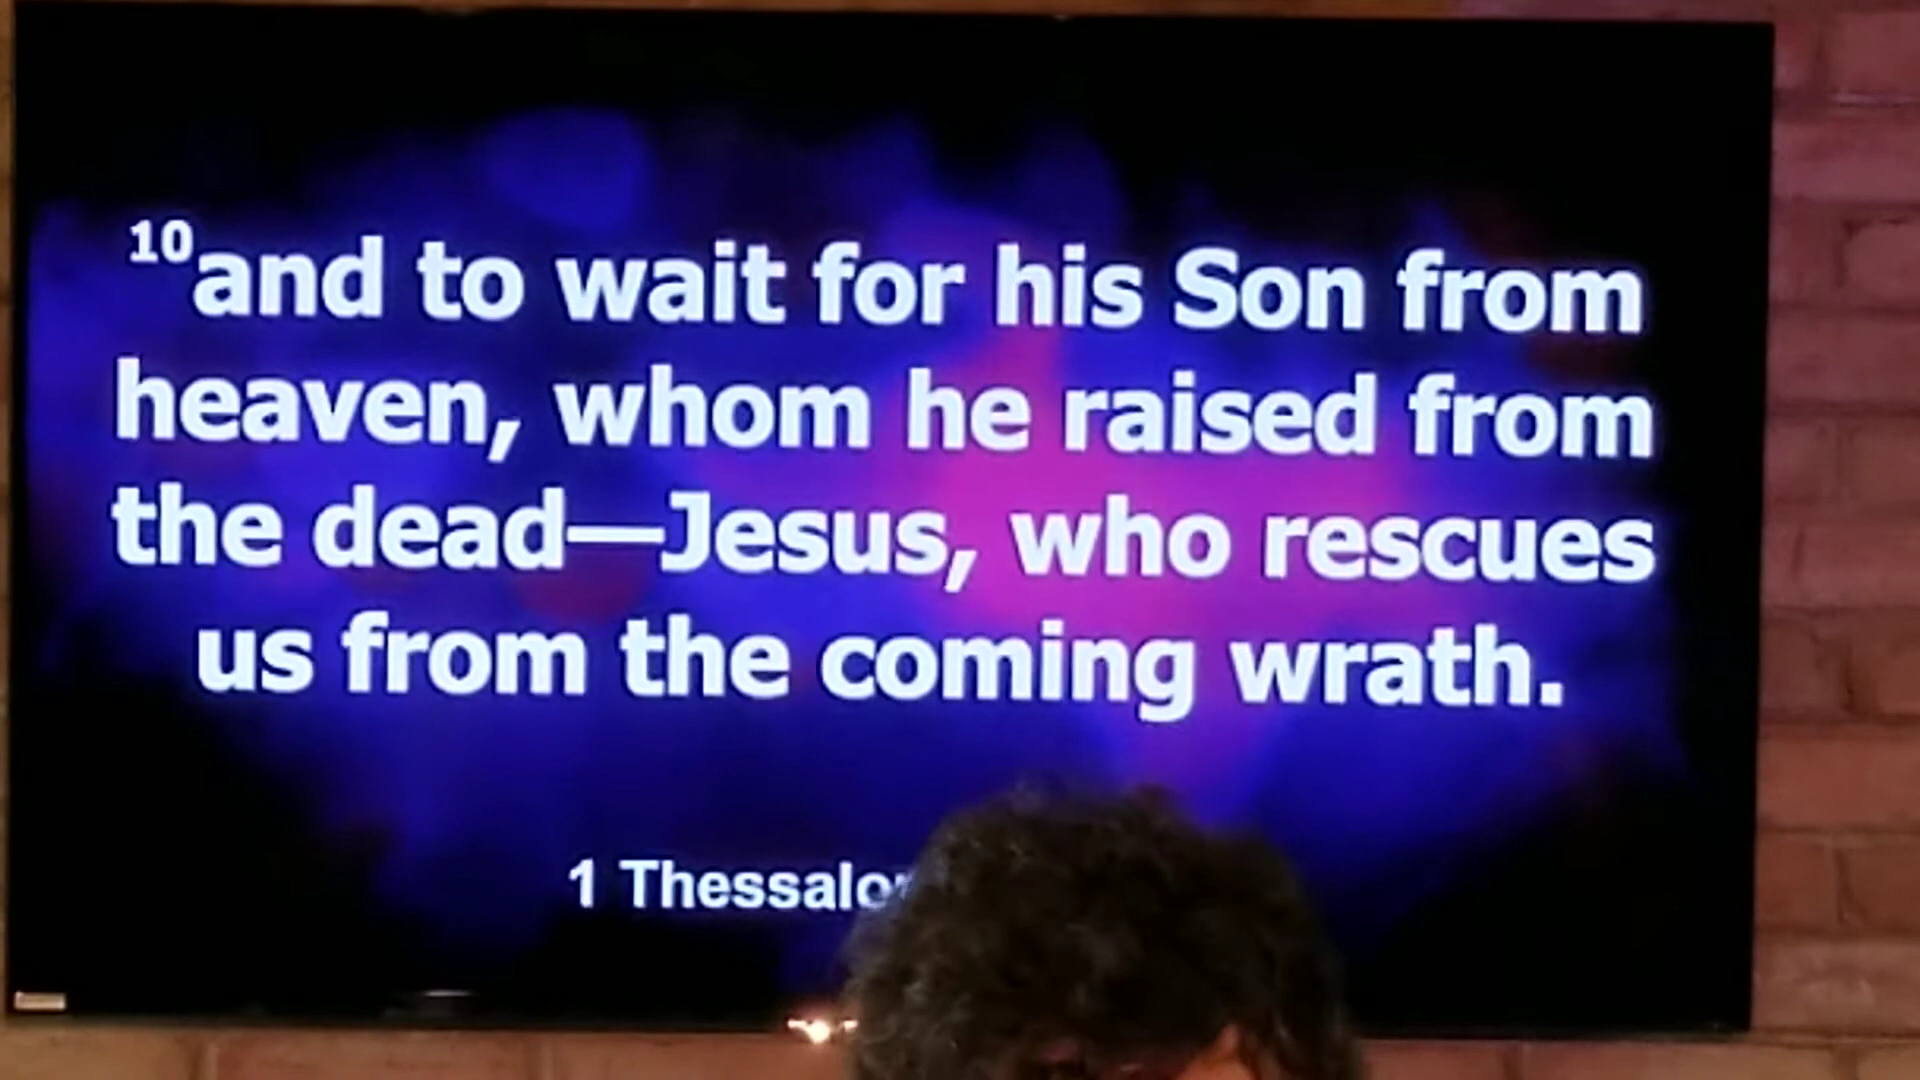 10and to wait for his Son from
heaven, whom he raised from
the dead—Jesus, who rescues
us from the coming wrath.
1